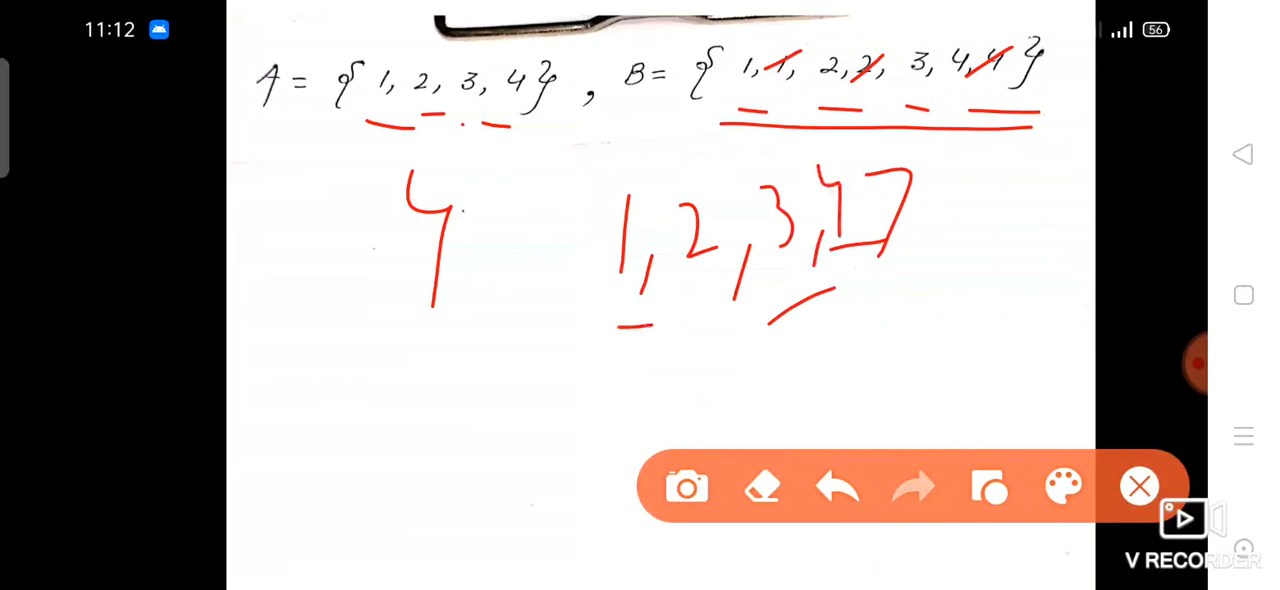 11:12
56
A = { 1, 2, 3, 4 } , B = { 1, 1, 2, 2, 3, 4, 4 }
4 1, 2, 3, 4
V RECORDER